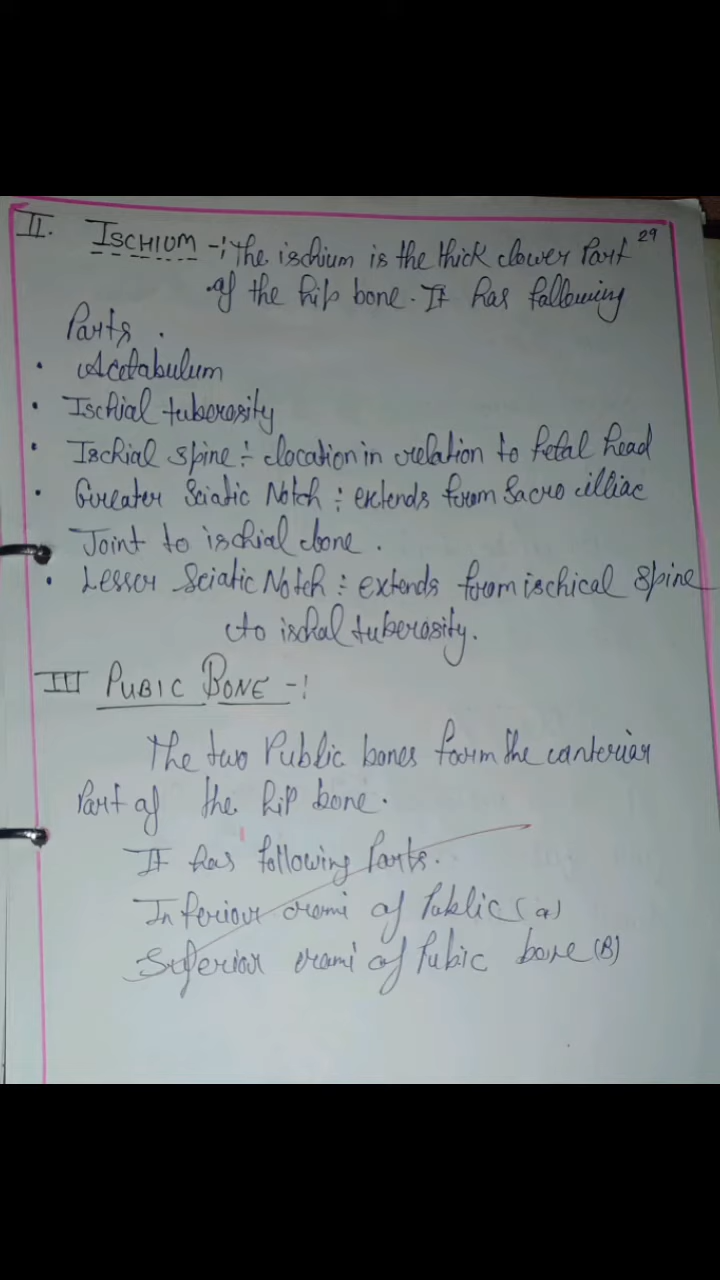 29
II. ISCHIUM -: The ischium is the thick lower Part
of the hip bone. It has following
Parts.
• Acetabulum
• Ischial tuberosity
• Ischial spine ÷ location in relation to fetal head
• Greater Sciatic Notch ÷ extends from Sacro illiac
Joint to ischial bone.
• Lesser Sciatic Notch ÷ extends from ischical spine
to ischal tuberosity.
III PUBIC BONE -:
The two Public bones form the anterior
Part of the hip bone.
It has following Parts.
Inferiour rami of Public (a)
Superior rami of Pubic bone (B)